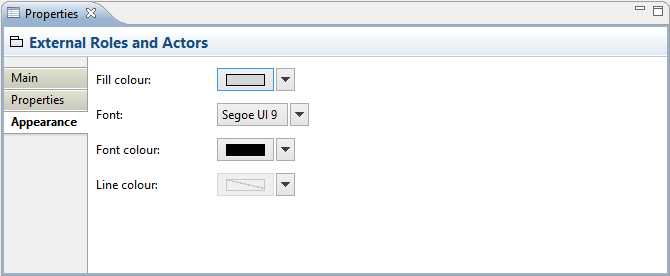 Properties
External Roles and Actors
Main
Properties
Appearance
Fill colour:
Font: Segoe UI 9
Font colour:
Line colour: